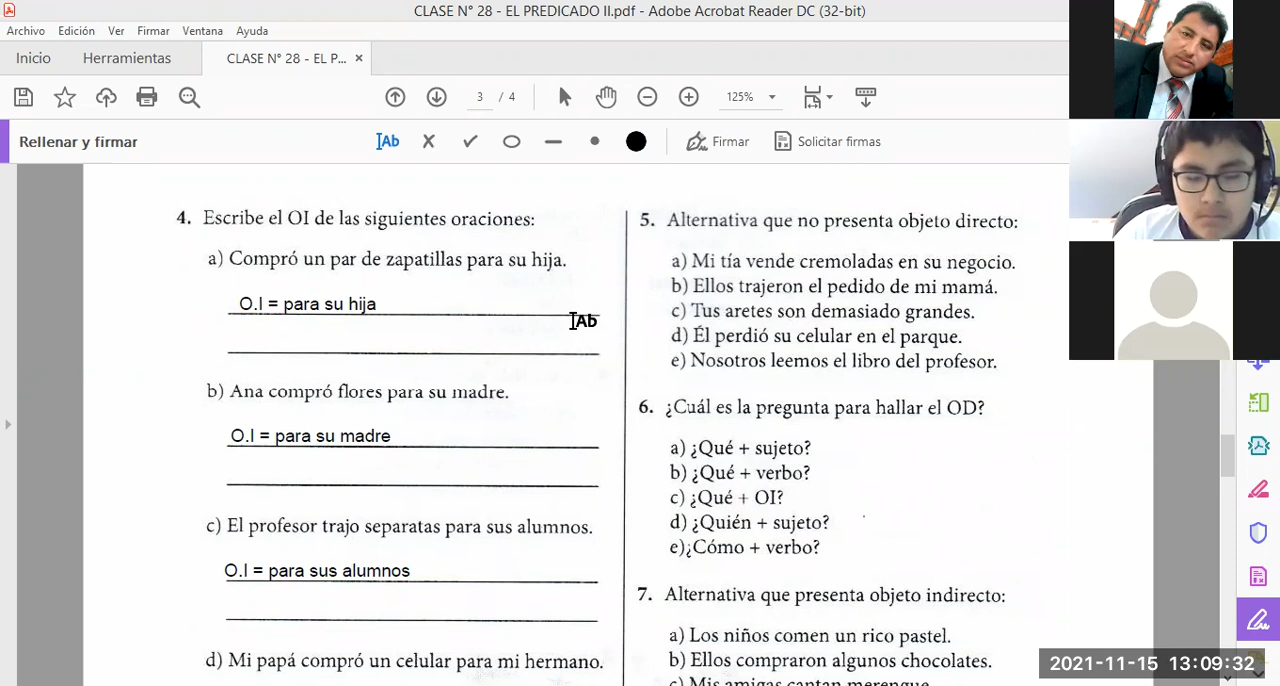 CLASE N° 28 - EL PREDICADO II.pdf - Adobe Acrobat Reader DC (32-bit)
Archivo Edición Ver Firmar Ventana Ayuda
Inicio Herramientas CLASE N° 28 - EL P... ×
3 / 4 125%
Rellenar y firmar Ab Firmar Solicitar firmas
4. Escribe el OI de las siguientes oraciones:
a) Compró un par de zapatillas para su hija.
O.I = para su hija
Ab
b) Ana compró flores para su madre.
O.I = para su madre
c) El profesor trajo separatas para sus alumnos.
O.I = para sus alumnos
d) Mi papá compró un celular para mi hermano.
5. Alternativa que no presenta objeto directo:
a) Mi tía vende cremoladas en su negocio.
b) Ellos trajeron el pedido de mi mamá.
c) Tus aretes son demasiado grandes.
d) Él perdió su celular en el parque.
e) Nosotros leemos el libro del profesor.
6. ¿Cuál es la pregunta para hallar el OD?
a) ¿Qué + sujeto?
b) ¿Qué + verbo?
c) ¿Qué + OI?
d) ¿Quién + sujeto?
e)¿Cómo + verbo?
7. Alternativa que presenta objeto indirecto:
a) Los niños comen un rico pastel.
b) Ellos compraron algunos chocolates.
c) Mis amigas cantan merengue.
2021-11-15 13:09:32